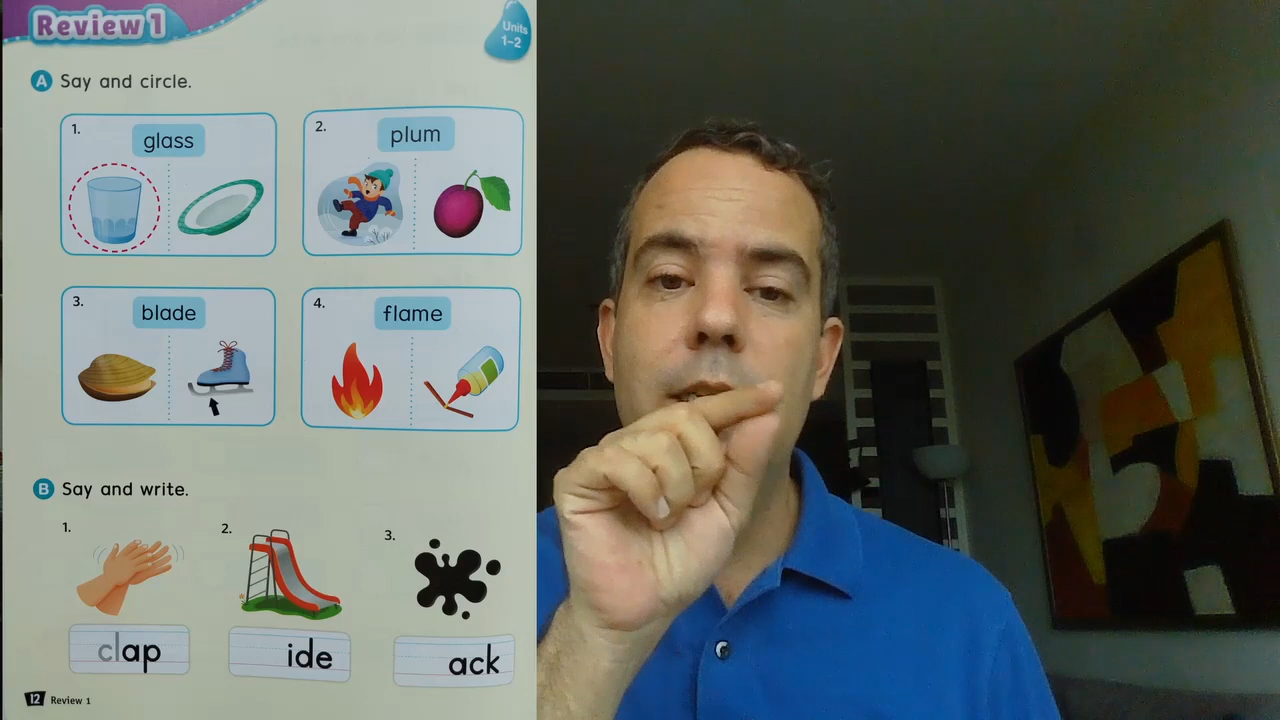 Review 1
Units
1-2
A Say and circle.
1.
glass
2.
plum
3.
blade
4.
flame
B Say and write.
1.
2.
3.
clap
ide
ack
12 Review 1